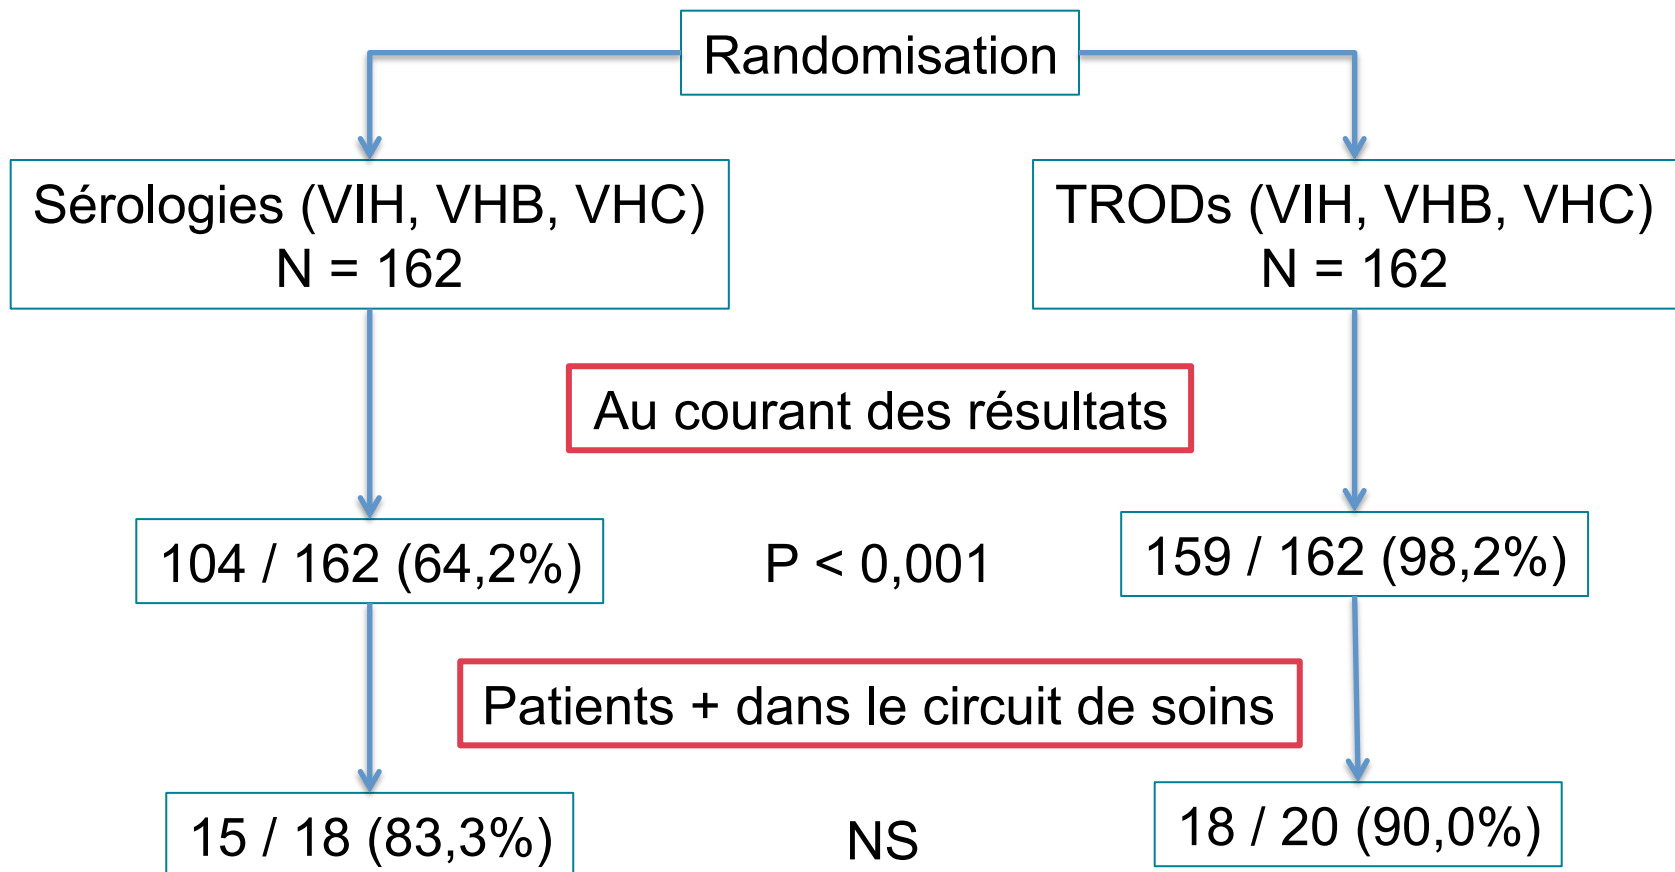 Randomisation
Sérologies (VIH, VHB, VHC)
N = 162
TRODs (VIH, VHB, VHC)
N = 162
Au courant des résultats
104 / 162 (64,2%)
P < 0,001
159 / 162 (98,2%)
Patients + dans le circuit de soins
15 / 18 (83,3%)
NS
18 / 20 (90,0%)